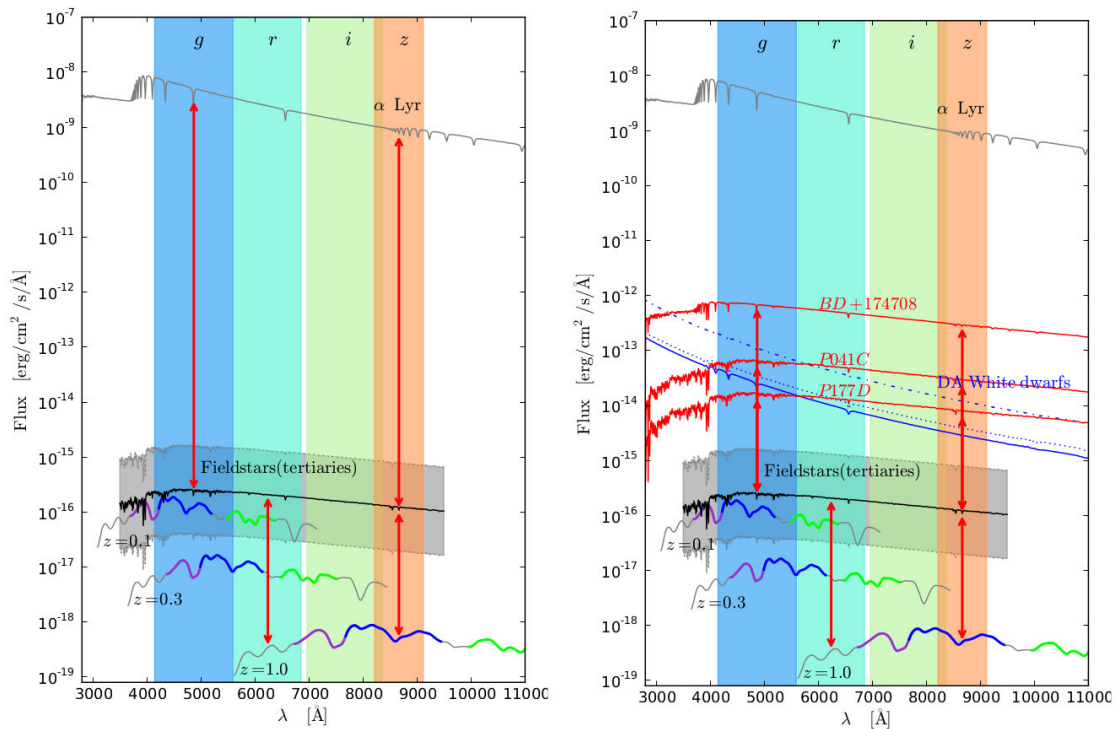 g r i z
10⁻⁷
10⁻⁸
10⁻⁹
10⁻¹⁰
10⁻¹¹
10⁻¹²
10⁻¹³
10⁻¹⁴
10⁻¹⁵
10⁻¹⁶
10⁻¹⁷
10⁻¹⁸
10⁻¹⁹
Flux [erg/cm² /s/Å]
α Lyr
Fieldstars(tertiaries)
z=0.1
z=0.3
z=1.0
3000 4000 5000 6000 7000 8000 9000 10000 11000
λ [Å]
g r i z
10⁻⁷
10⁻⁸
10⁻⁹
10⁻¹⁰
10⁻¹¹
10⁻¹²
10⁻¹³
10⁻¹⁴
10⁻¹⁵
10⁻¹⁶
10⁻¹⁷
10⁻¹⁸
10⁻¹⁹
Flux [erg/cm² /s/Å]
α Lyr
BD+174708
P041C
DA White dwarfs
P177D
Fieldstars(tertiaries)
z=0.1
z=0.3
z=1.0
3000 4000 5000 6000 7000 8000 9000 10000 11000
λ [Å]